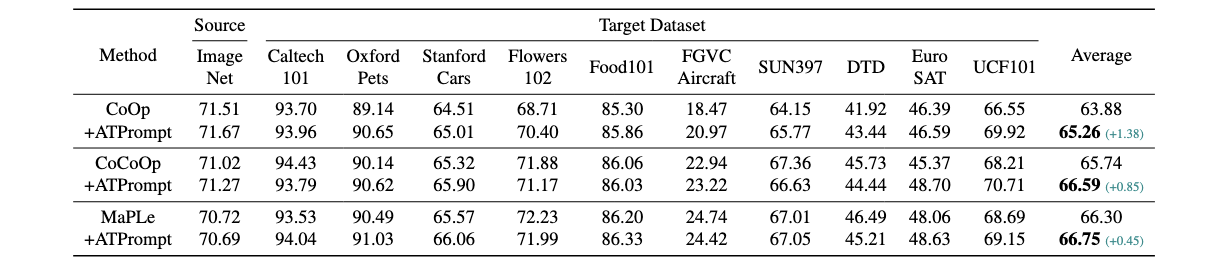 Source Target Dataset
Method Image Net Caltech 101 Oxford Pets Stanford Cars Flowers 102 Food101 FGVC Aircraft SUN397 DTD Euro SAT UCF101 Average
CoOp 71.51 93.70 89.14 64.51 68.71 85.30 18.47 64.15 41.92 46.39 66.55 63.88
+ATPrompt 71.67 93.96 90.65 65.01 70.40 85.86 20.97 65.77 43.44 46.59 69.92 65.26 (+1.38)
CoCoOp 71.02 94.43 90.14 65.32 71.88 86.06 22.94 67.36 45.73 45.37 68.21 65.74
+ATPrompt 71.27 93.79 90.62 65.90 71.17 86.03 23.22 66.63 44.44 48.70 70.71 66.59 (+0.85)
MaPLe 70.72 93.53 90.49 65.57 72.23 86.20 24.74 67.01 46.49 48.06 68.69 66.30
+ATPrompt 70.69 94.04 91.03 66.06 71.99 86.33 24.42 67.05 45.21 48.63 69.15 66.75 (+0.45)